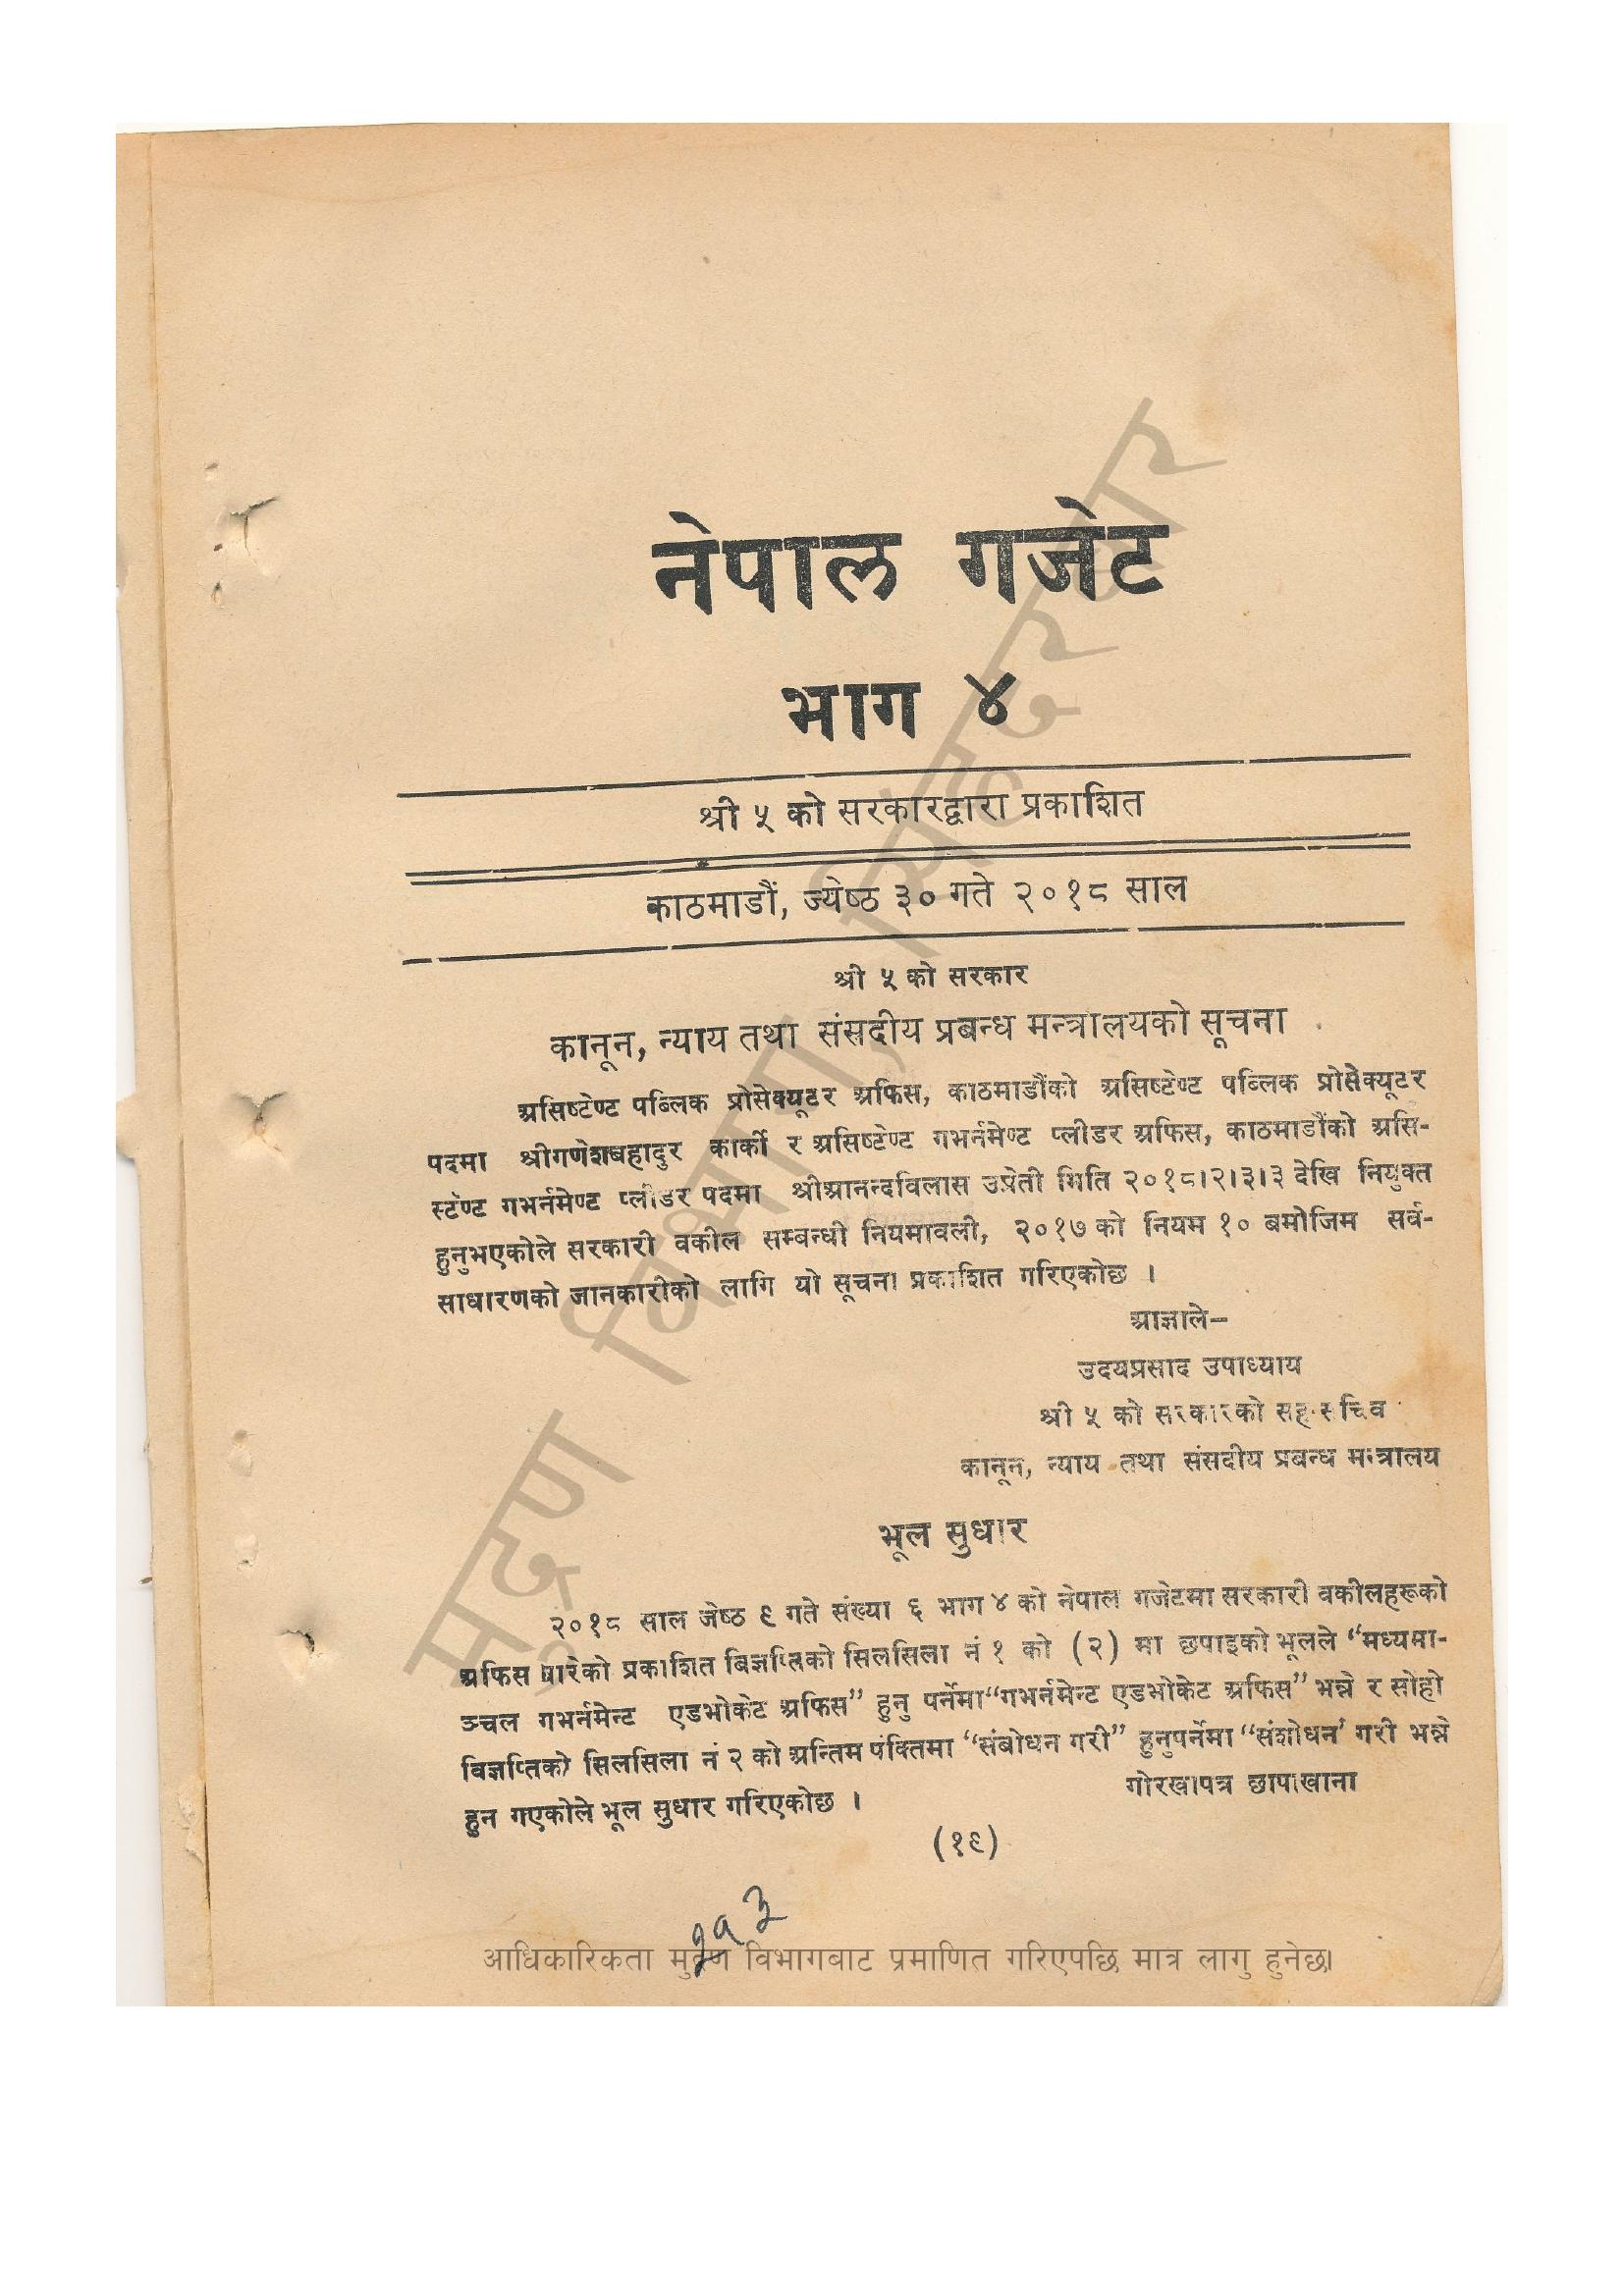 नेपाल गजेट
भाग ४
श्री ५ को सरकारद्वारा प्रकाशित
काठमाडौं, ज्येष्ठ ३० गते २०१८ साल
श्री ५ को सरकार
कानून, न्याय तथा संसदीय प्रबन्ध मन्त्रालयको सूचना
असिष्टेण्ट पब्लिक प्रोसेक्यूटर अफिस, काठमाडौंको असिष्टेण्ट पब्लिक प्रोसेक्यूटर
पदमा श्रीगणेशबहादुर कार्की र असिष्टेण्ट गभर्नमेण्ट प्लीडर अफिस, काठमाडौंको असि-
स्टेण्ट गभर्नमेण्ट प्लीडर पदमा श्रीआनन्दविलास उप्रेती मिति २०१८।२।३।३ देखि नियुक्त
हुनुभएकोले सरकारी वकील सम्बन्धी नियमावली, २०१७ को नियम १० बमोजिम सर्व-
साधारणको जानकारीको लागि यो सूचना प्रकाशित गरिएकोछ ।
आज्ञाले–
उदयप्रसाद उपाध्याय
श्री ५ को सरकारको सह-सचिव
कानून, न्याय तथा संसदीय प्रबन्ध मन्त्रालय
भूल सुधार
२०१८ साल जेष्ठ ९ गते संख्या ६ भाग ४ को नेपाल गजेटमा सरकारी वकीलहरूको
अफिस बारेको प्रकाशित विज्ञप्तिको सिलसिला नं १ को (२) मा छपाइको भूलले “मध्यमा-
ञ्चल गभर्नमेन्ट एडभोकेट अफिस” हुनु पर्नेमा “गभर्नमेन्ट एडभोकेट अफिस” भन्ने र सोही
विज्ञप्तिको सिलसिला नं २ को अन्तिम पंक्तिमा “संबोधन गरी” हुनुपर्नेमा “संशोधन’ गरी भन्ने
हुन गएकोले भूल सुधार गरिएकोछ ।
गोरखापत्र छापाखाना
(१९)
आधिकारिकता मुद्रण विभागबाट प्रमाणित गरिएपछि मात्र लागु हुनेछ।
मुद्रण विभाग, सिंहदरबार